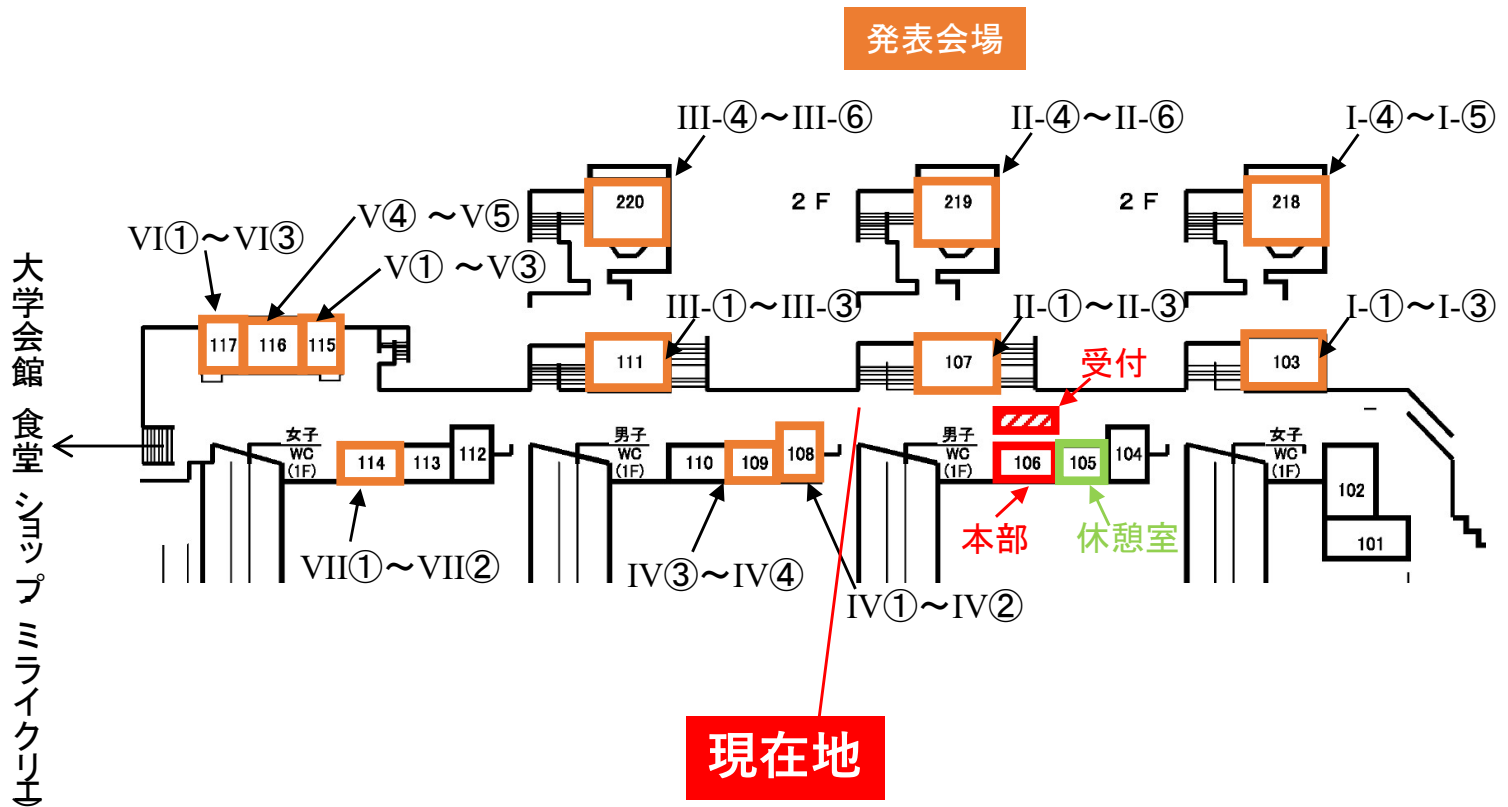 発表会場
III-④～III-⑥
II-④～II-⑥
I-④～I-⑤
220
２Ｆ
219
２Ｆ
218
V④ ～V⑤
VI①～VI③
V① ～V③
III-①～III-③
II-①～II-③
I-①～I-③
117
116
115
111
107
103
受付
女子
WC
(1F)
114
113
112
男子
WC
(1F)
110
109
108
男子
WC
(1F)
106
105
104
女子
WC
(1F)
102
101
本部
休憩室
VII①～VII②
IV③～IV④
IV①～IV②
現在地
大学会館 食堂 ショップ ミライクリエ)